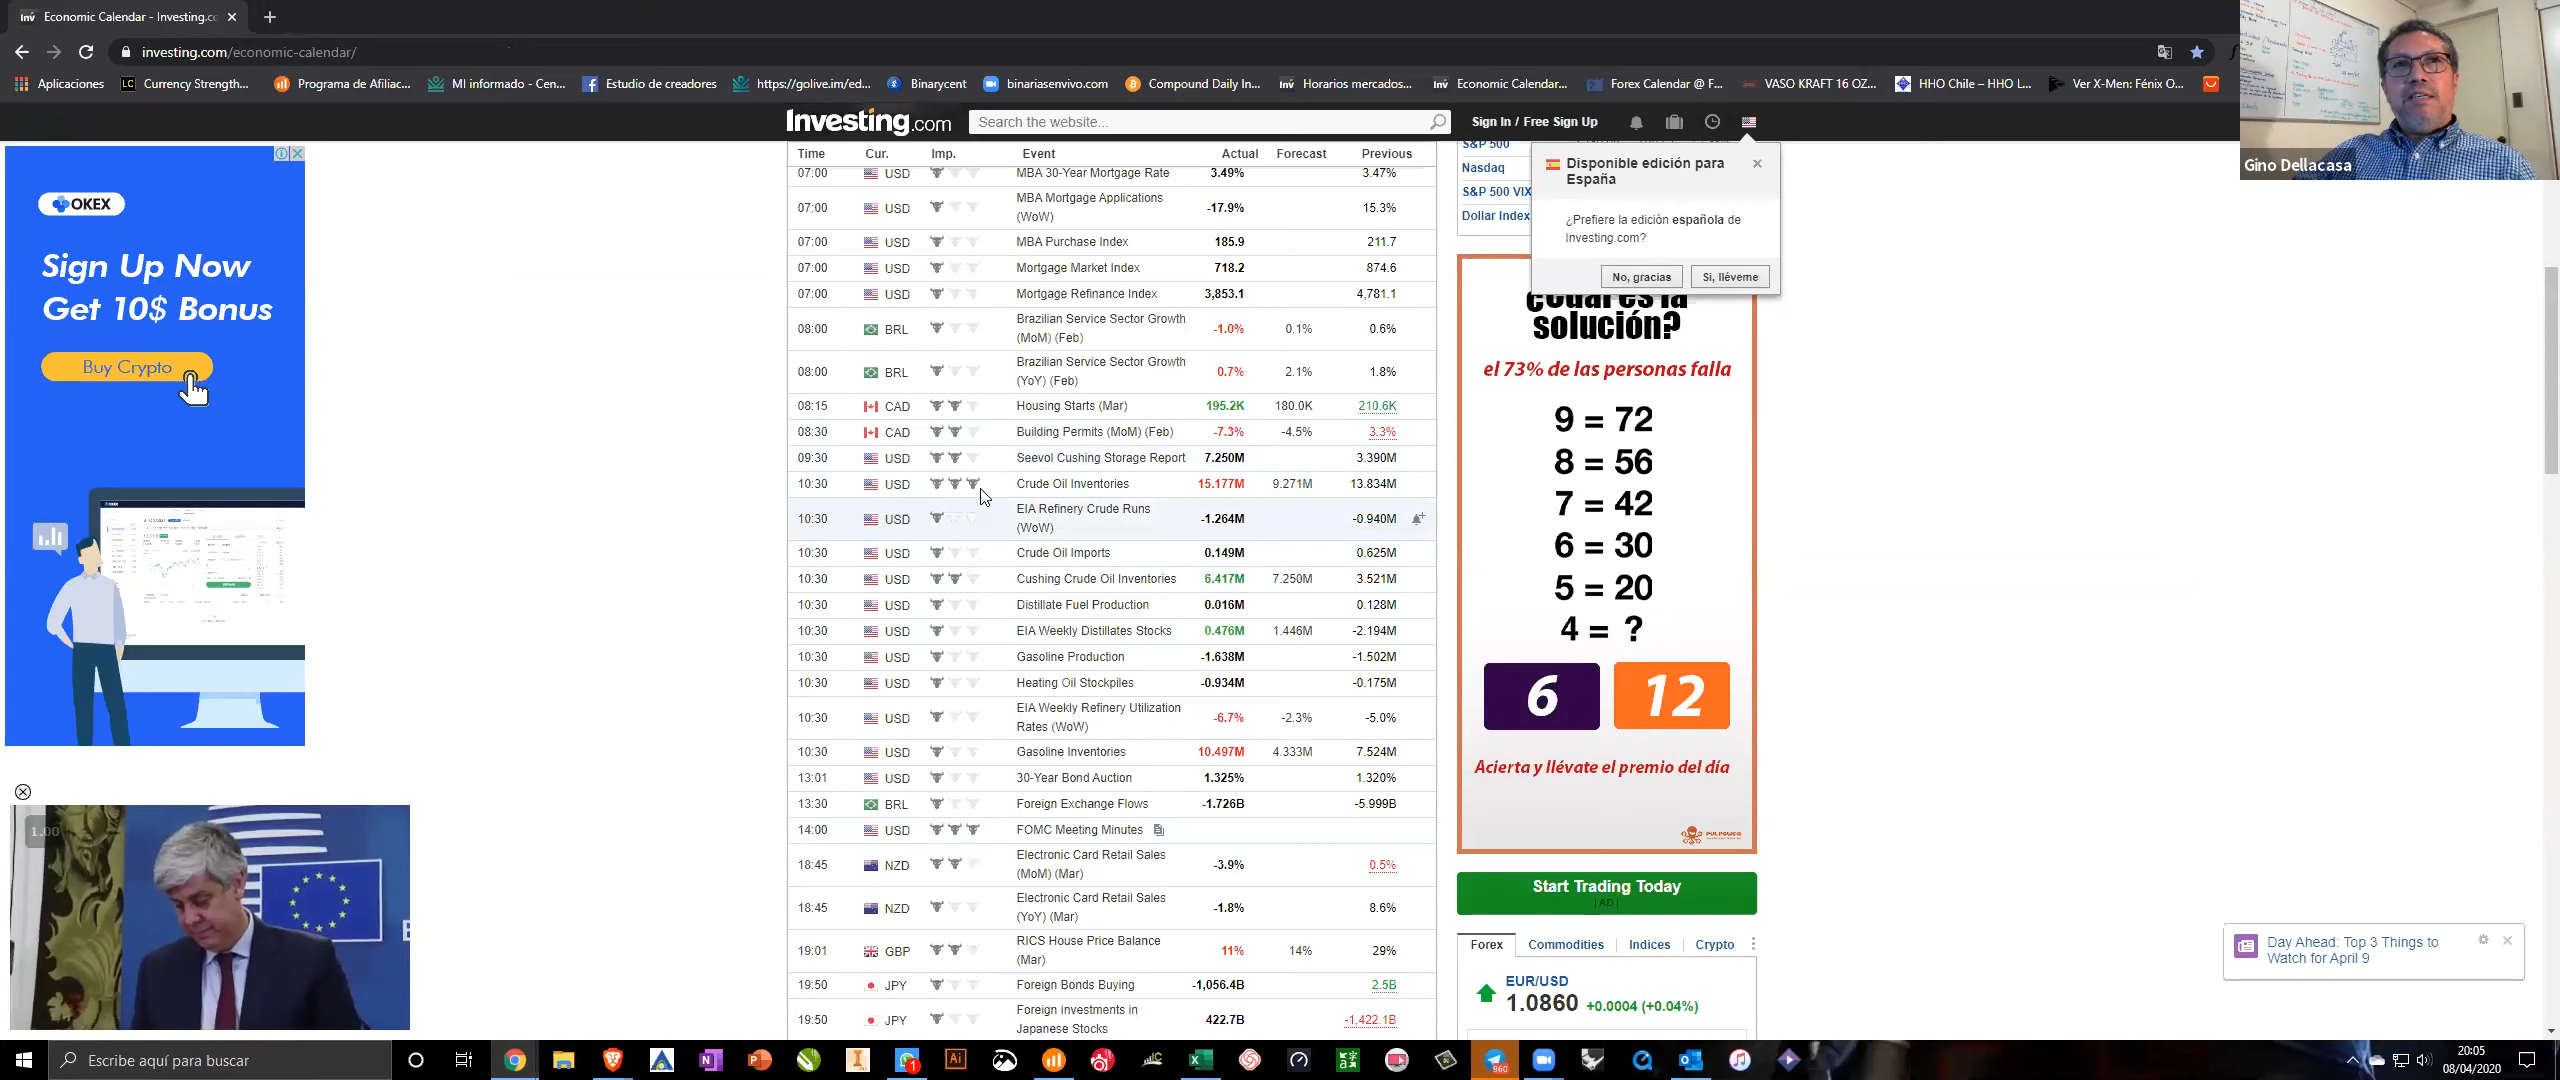 Economic Calendar - Investing.co
investing.com/economic-calendar/
Aplicaciones
Currency Strength...
Programa de Afiliac...
MI informado - Cen...
Estudio de creadores
https://golive.im/ed...
Binarycent
binariasenvivo.com
Compound Daily In...
Horarios mercados...
Economic Calendar...
Forex Calendar @ F...
VASO KRAFT 16 OZ...
HHO Chile – HHO L...
Ver X-Men: Fénix O...
Gino Dellacasa
Investing.com
Search the website...
Sign In / Free Sign Up
Time Cur. Imp. Event Actual Forecast Previous
07:00 USD MBA 30-Year Mortgage Rate 3.49% 3.47%
07:00 USD MBA Mortgage Applications (WoW) -17.9% 15.3%
07:00 USD MBA Purchase Index 185.9 211.7
07:00 USD Mortgage Market Index 718.2 874.6
07:00 USD Mortgage Refinance Index 3,853.1 4,781.1
08:00 BRL Brazilian Service Sector Growth (MoM) (Feb) -1.0% 0.1% 0.6%
08:00 BRL Brazilian Service Sector Growth (YoY) (Feb) 0.7% 2.1% 1.8%
08:15 CAD Housing Starts (Mar) 195.2K 180.0K 210.6K
08:30 CAD Building Permits (MoM) (Feb) -7.3% -4.5% 3.3%
09:30 USD Seevol Cushing Storage Report 7.250M 3.390M
10:30 USD Crude Oil Inventories 15.177M 9.271M 13.834M
10:30 USD EIA Refinery Crude Runs (WoW) -1.264M -0.940M
10:30 USD Crude Oil Imports 0.149M 0.625M
10:30 USD Cushing Crude Oil Inventories 6.417M 7.250M 3.521M
10:30 USD Distillate Fuel Production 0.016M 0.128M
10:30 USD EIA Weekly Distillates Stocks 0.476M 1.446M -2.194M
10:30 USD Gasoline Production -1.638M -1.502M
10:30 USD Heating Oil Stockpiles -0.934M -0.175M
10:30 USD EIA Weekly Refinery Utilization Rates (WoW) -6.7% -2.3% -5.0%
10:30 USD Gasoline Inventories 10.497M 4.333M 7.524M
13:01 USD 30-Year Bond Auction 1.325% 1.320%
13:30 BRL Foreign Exchange Flows -1.726B -5.999B
14:00 USD FOMC Meeting Minutes
18:45 NZD Electronic Card Retail Sales (MoM) (Mar) -3.9% 0.5%
18:45 NZD Electronic Card Retail Sales (YoY) (Mar) -1.8% 8.6%
19:01 GBP RICS House Price Balance (Mar) 11% 14% 29%
19:50 JPY Foreign Bonds Buying -1,056.4B 2.5B
19:50 JPY Foreign Investments in Japanese Stocks 422.7B -1,422.1B
OKEX
Sign Up Now
Get 10$ Bonus
Buy Crypto
1.00
S&P 500
Nasdaq
S&P 500 VIX
Dollar Index
Disponible edición para
España
¿Prefiere la edición española de
Investing.com?
No, gracias
Si, lléveme
¿Cuál es la
solución?
el 73% de las personas falla
9 = 72
8 = 56
7 = 42
6 = 30
5 = 20
4 = ?
6
12
Acierta y llévate el premio del día
PULPOWER
Start Trading Today
| AD |
Forex
Commodities
Indices
Crypto
EUR/USD
1.0860 +0.0004 (+0.04%)
Day Ahead: Top 3 Things to
Watch for April 9
Escribe aquí para buscar
1
960
20:05
08/04/2020